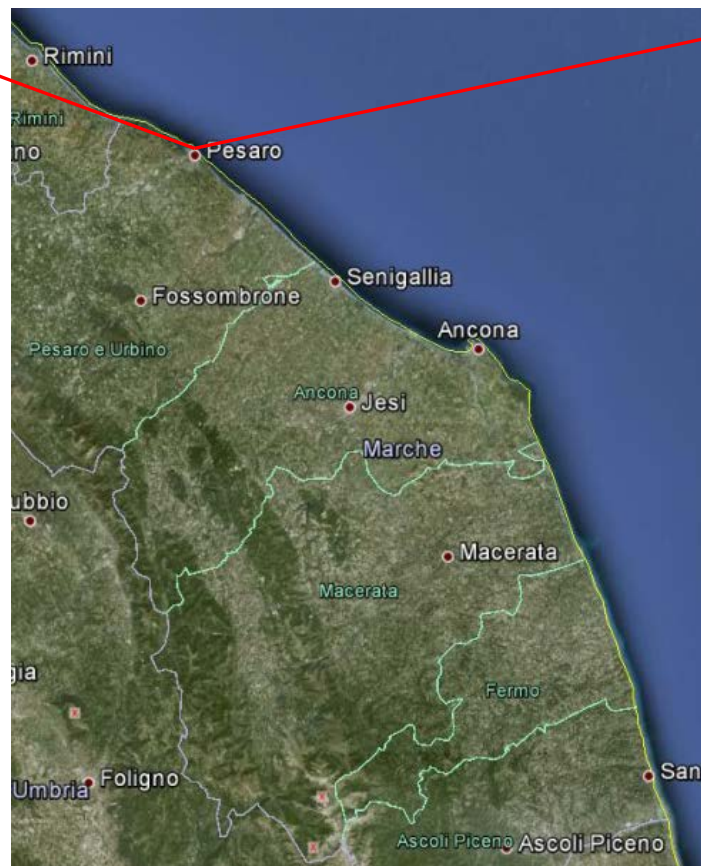 Rimini
Rimini
no
Pesaro
Senigallia
Fossombrone
Ancona
Pesaro e Urbino
Ancona
Jesi
Marche
ubbio
Macerata
Macerata
gia
Fermo
San
Umbria
Foligno
Ascoli Piceno
Ascoli Piceno